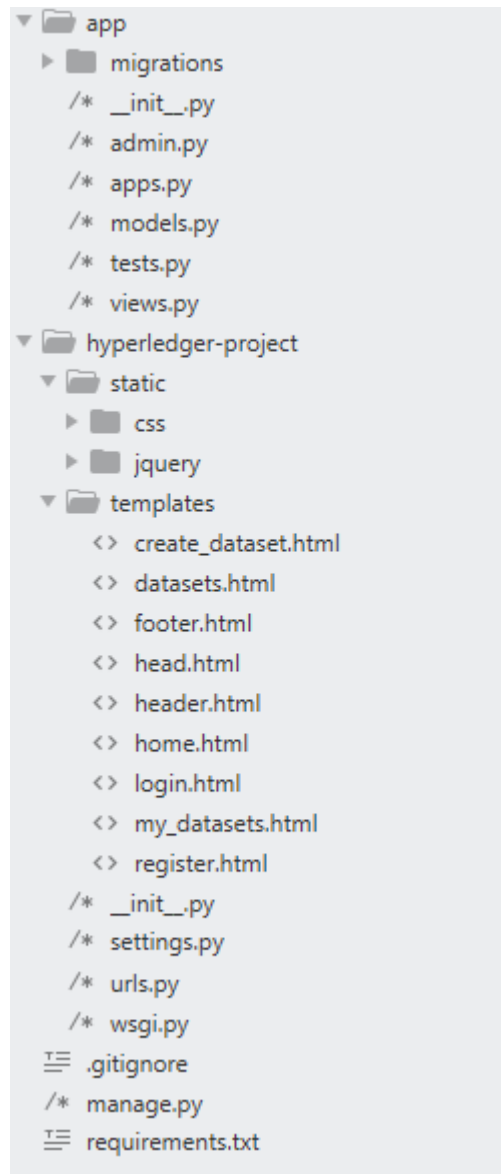 app
migrations
/* __init__.py
/* admin.py
/* apps.py
/* models.py
/* tests.py
/* views.py
hyperledger-project
static
css
jquery
templates
<> create_dataset.html
<> datasets.html
<> footer.html
<> head.html
<> header.html
<> home.html
<> login.html
<> my_datasets.html
<> register.html
/* __init__.py
/* settings.py
/* urls.py
/* wsgi.py
.gitignore
/* manage.py
requirements.txt